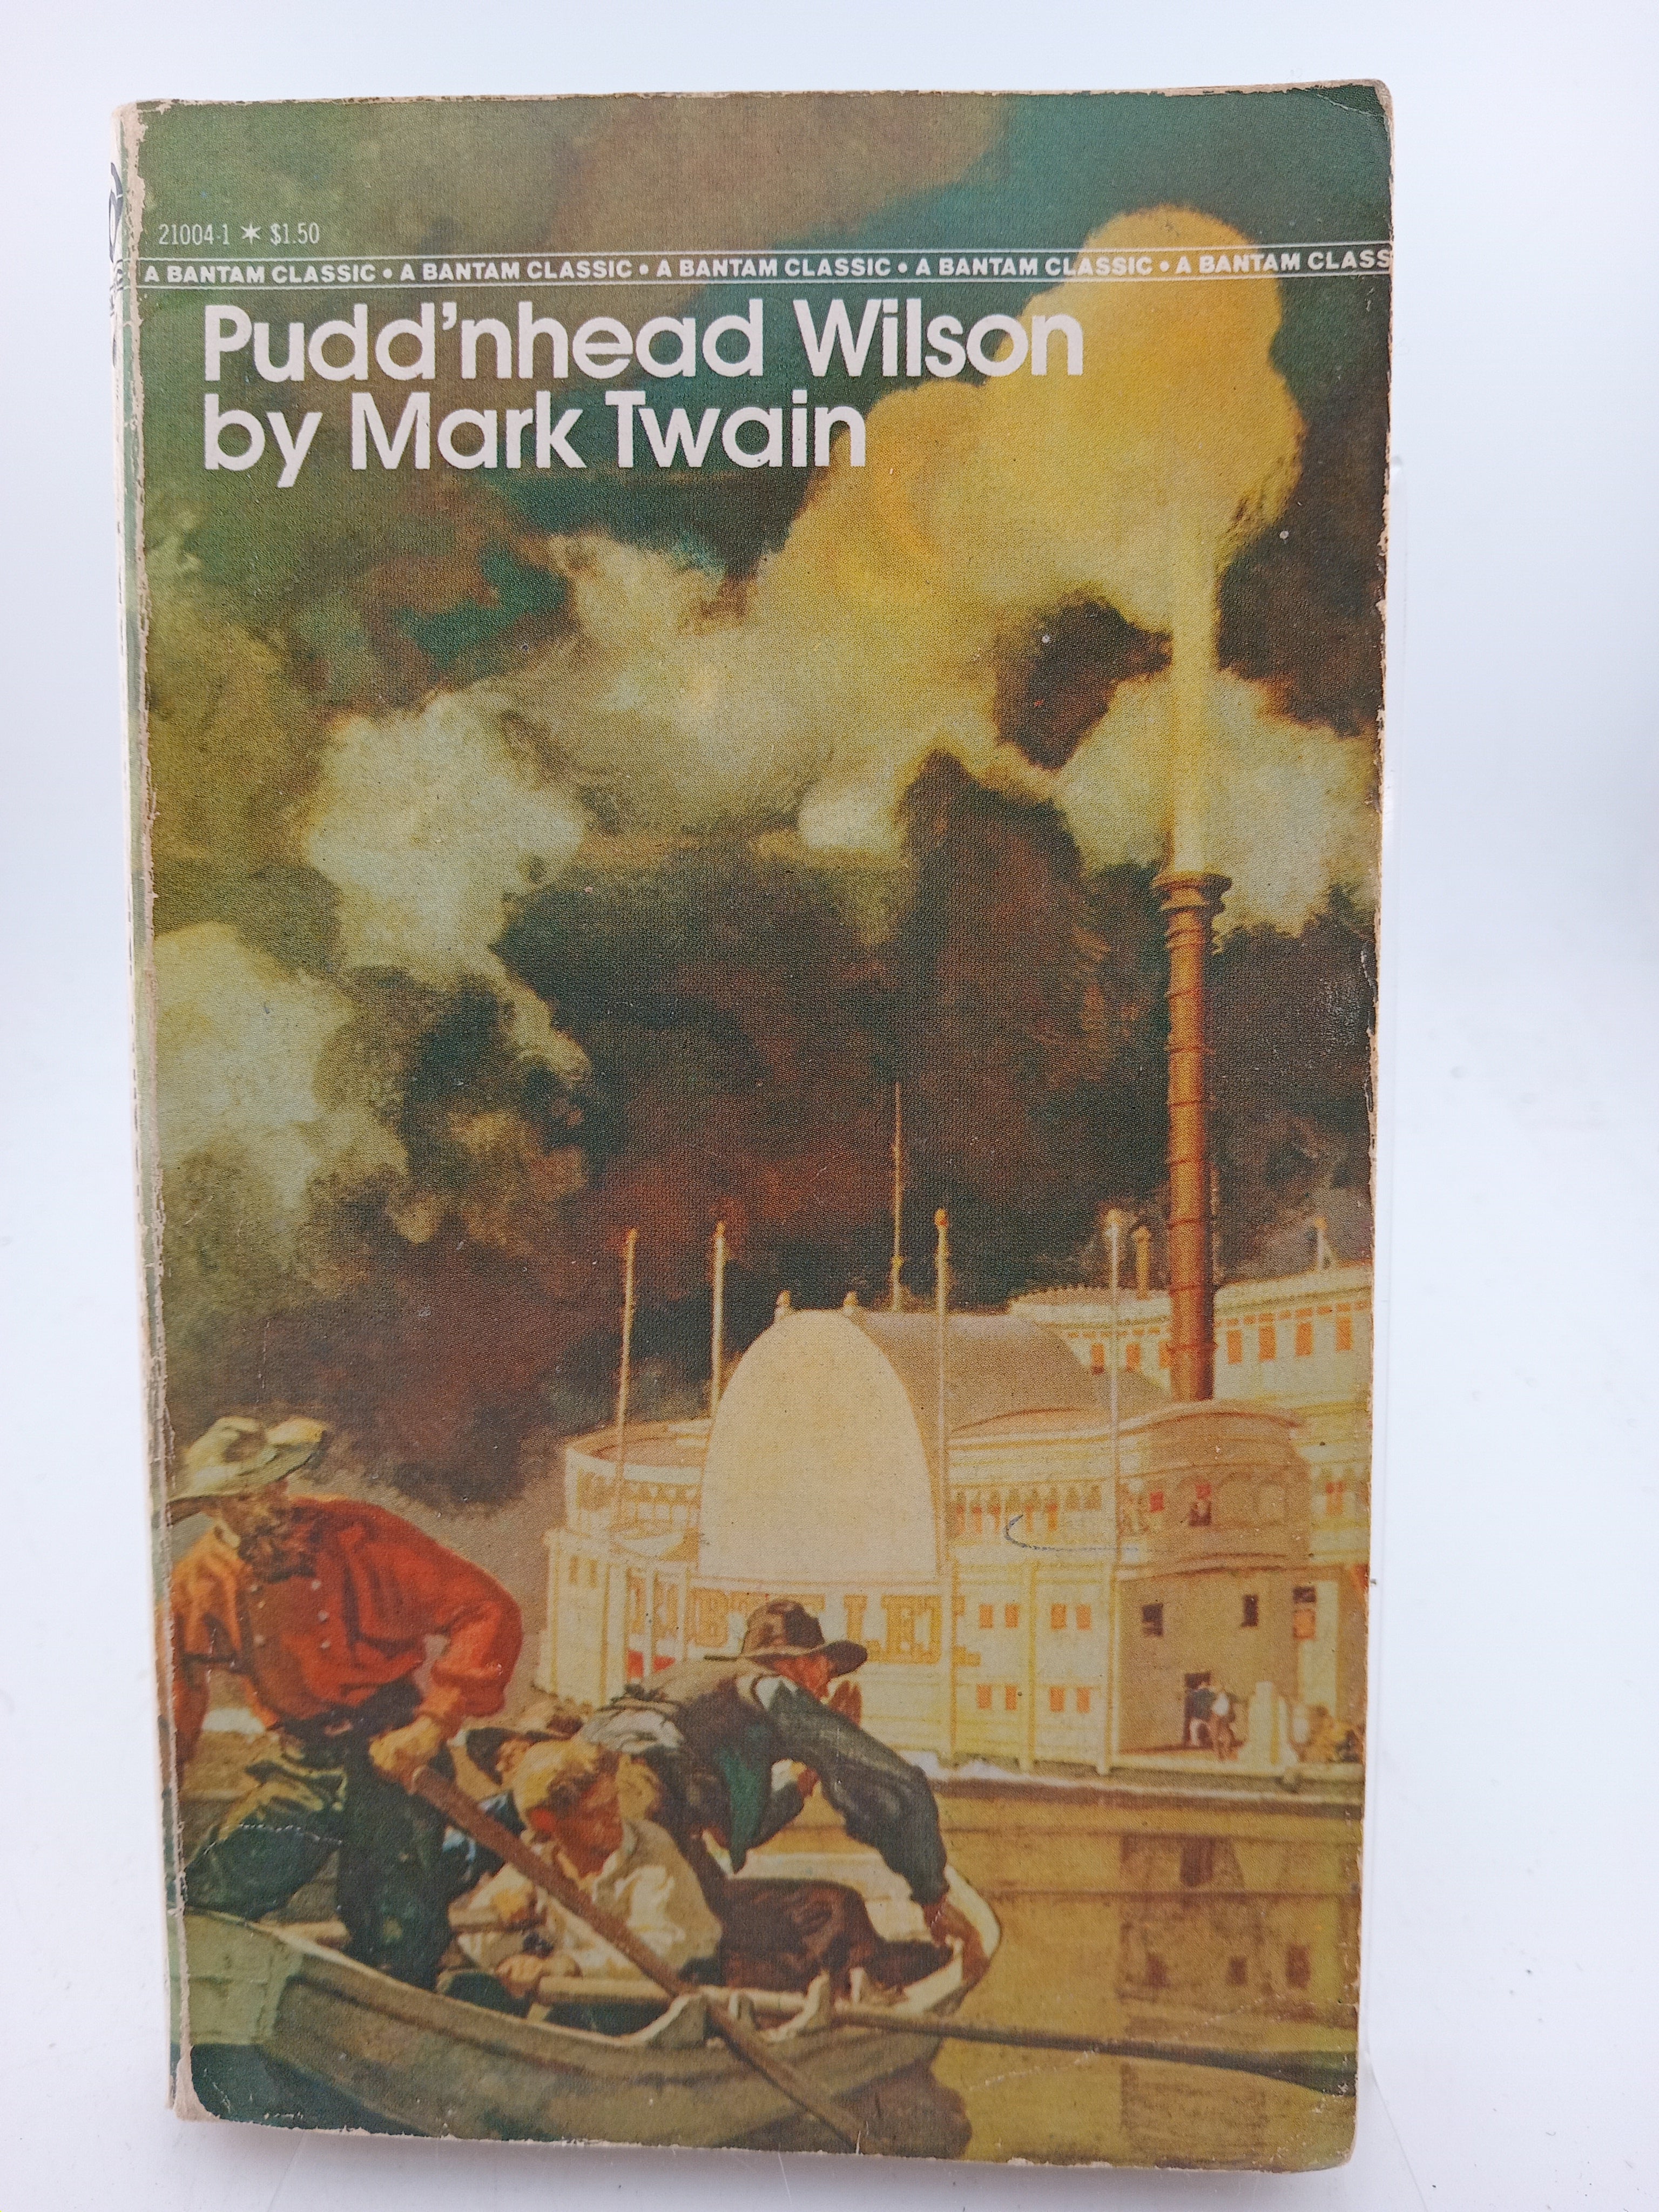 21004-1 ✶ $1.50
A BANTAM CLASSIC • A BANTAM CLASSIC • A BANTAM CLASSIC • A BANTAM CLASSIC • A BANTAM CLASS
Pudd'nhead Wilson
by Mark Twain